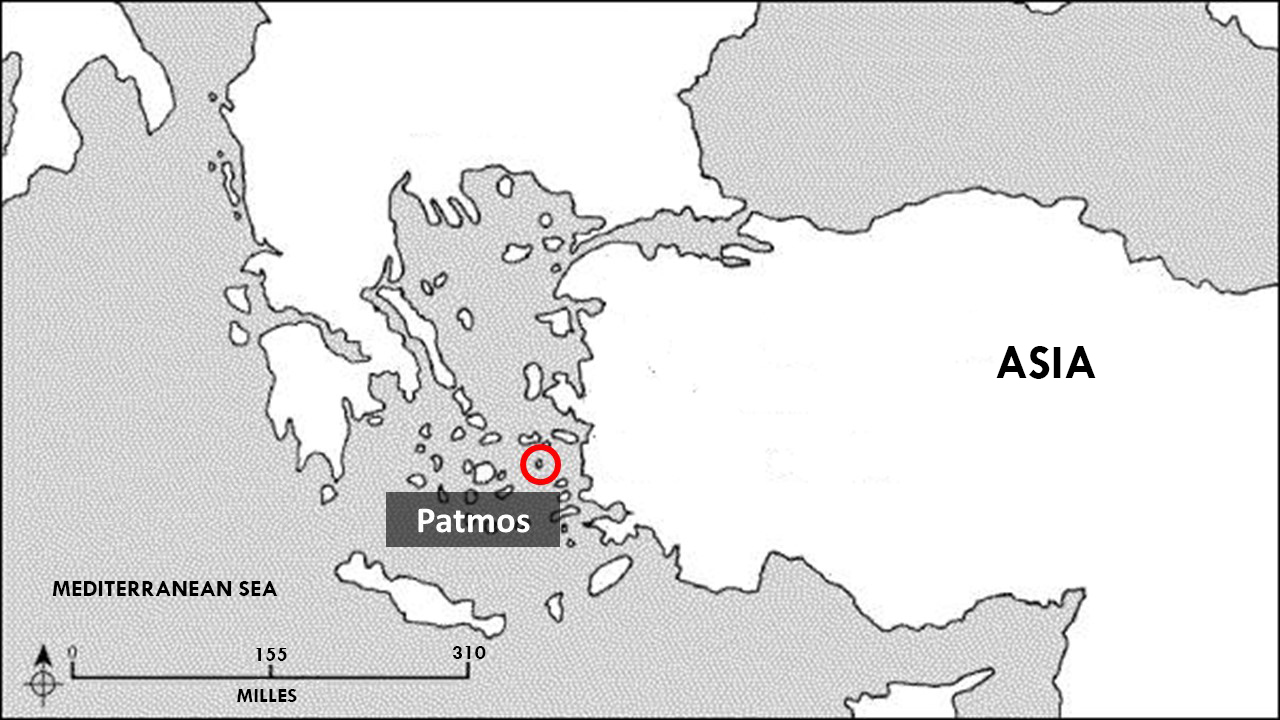 ASIA
Patmos
MEDITERRANEAN SEA
0 155 310
MILLES